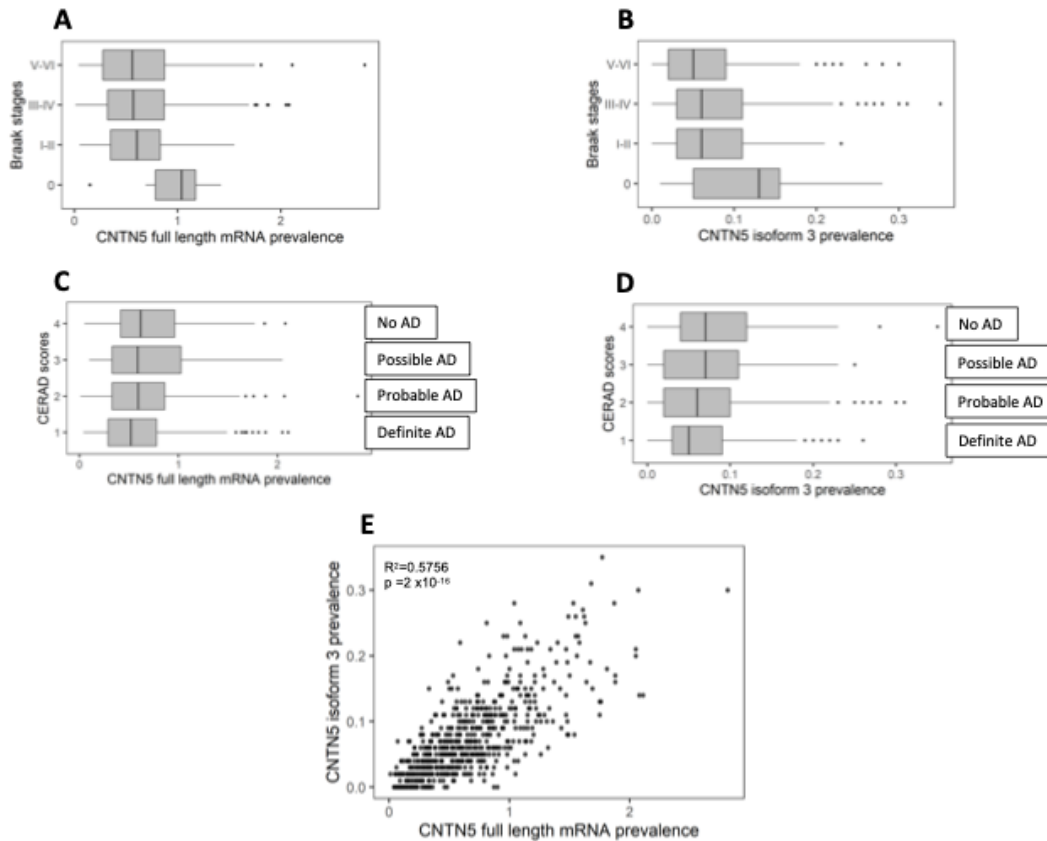 A
Braak stages
V-VI
III-IV
I-II
0
0
1
2
CNTN5 full length mRNA prevalence
B
Braak stages
V-VI
III-IV
I-II
0
0.0
0.1
0.2
0.3
CNTN5 isoform 3 prevalence
C
CERAD scores
4
3
2
1
No AD
Possible AD
Probable AD
Definite AD
0
1
2
CNTN5 full length mRNA prevalence
D
CERAD scores
4
3
2
1
No AD
Possible AD
Probable AD
Definite AD
0.0
0.1
0.2
0.3
CNTN5 isoform 3 prevalence
E
R²=0.5756
p =2 x10⁻¹⁶
CNTN5 isoform 3 prevalence
0.3
0.2
0.1
0.0
0
1
2
CNTN5 full length mRNA prevalence